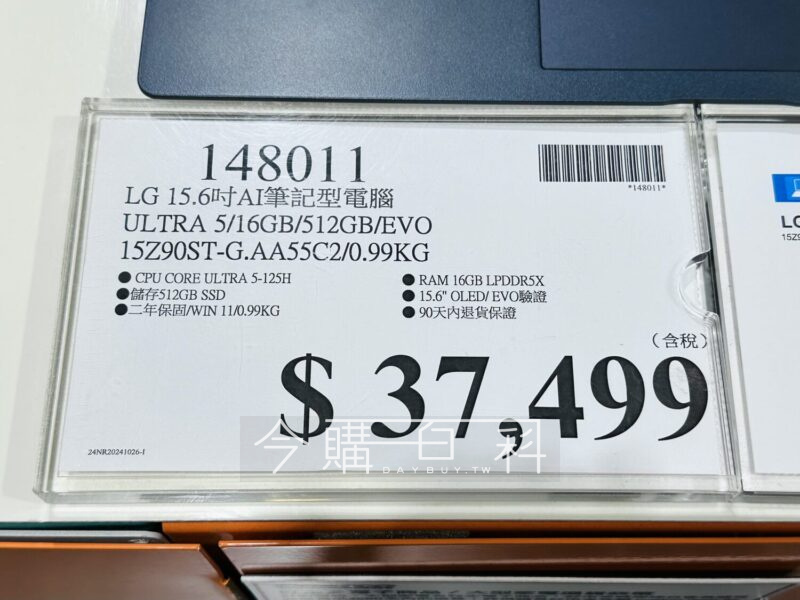 148011
*148011*
LG 15.6吋AI筆記型電腦
ULTRA 5/16GB/512GB/EVO
15Z90ST-G.AA55C2/0.99KG
● CPU CORE ULTRA 5-125H
●儲存512GB SSD
●二年保固/WIN 11/0.99KG
● RAM 16GB LPDDR5X
● 15.6" OLED/ EVO驗證
● 90天內退貨保證
(含稅)
$ 37,499
今購百科
DAYBUY.TW
24NR20241026-I